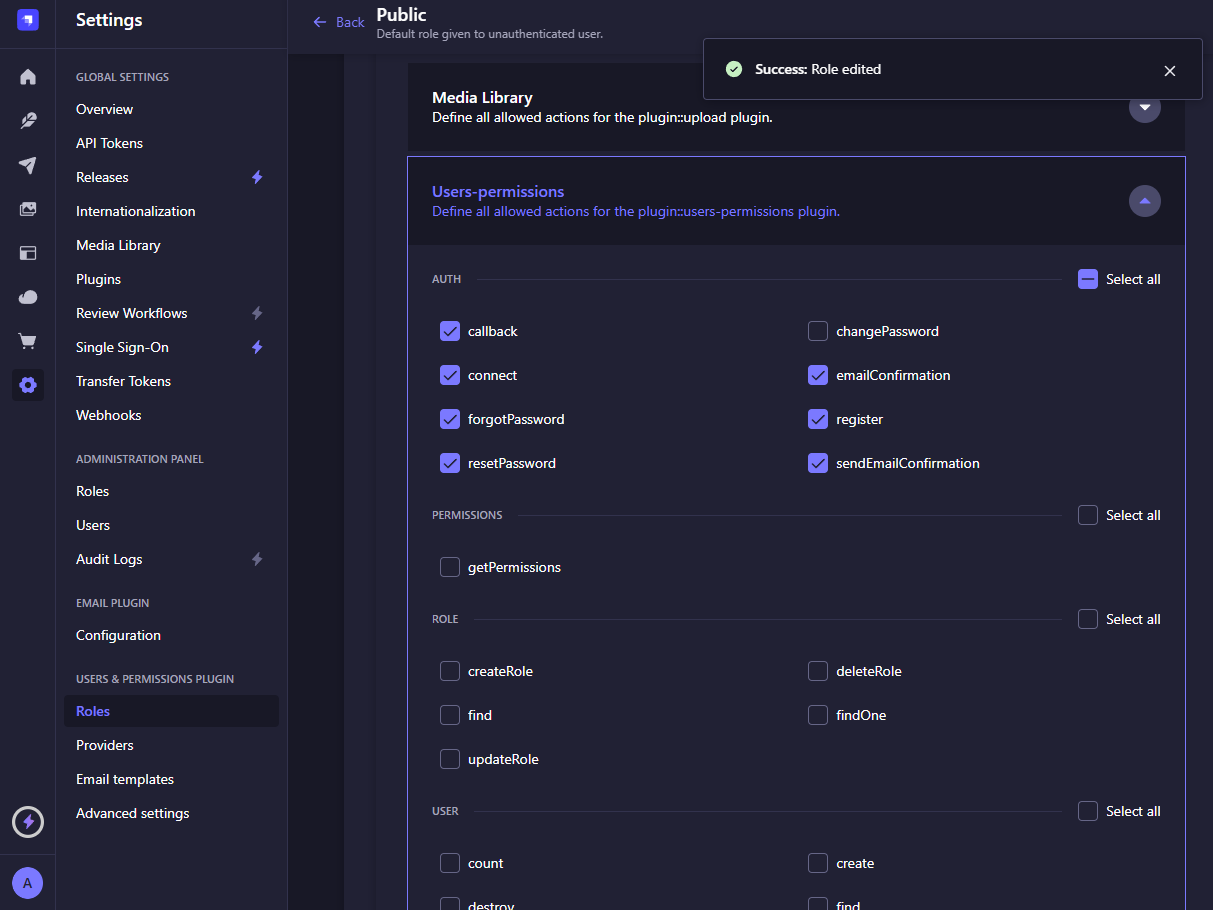 Settings
GLOBAL SETTINGS
Overview
API Tokens
Releases
Internationalization
Media Library
Plugins
Review Workflows
Single Sign-On
Transfer Tokens
Webhooks
ADMINISTRATION PANEL
Roles
Users
Audit Logs
EMAIL PLUGIN
Configuration
USERS & PERMISSIONS PLUGIN
Roles
Providers
Email templates
Advanced settings
A
Back
Public
Default role given to unauthenticated user.
Success: Role edited
Media Library
Define all allowed actions for the plugin::upload plugin.
Users-permissions
Define all allowed actions for the plugin::users-permissions plugin.
AUTH
Select all
callback
changePassword
connect
emailConfirmation
forgotPassword
register
resetPassword
sendEmailConfirmation
PERMISSIONS
Select all
getPermissions
ROLE
Select all
createRole
deleteRole
find
findOne
updateRole
USER
Select all
count
create
destroy
find